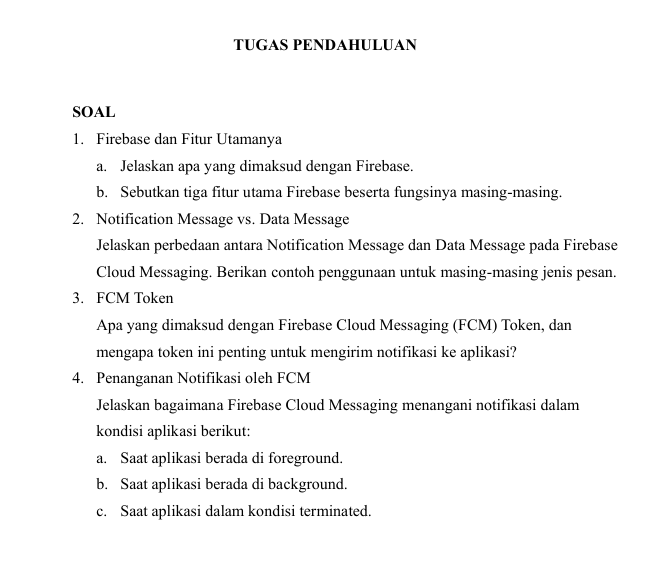 TUGAS PENDAHULUAN
SOAL
1. Firebase dan Fitur Utamanya
a. Jelaskan apa yang dimaksud dengan Firebase.
b. Sebutkan tiga fitur utama Firebase beserta fungsinya masing-masing.
2. Notification Message vs. Data Message
Jelaskan perbedaan antara Notification Message dan Data Message pada Firebase
Cloud Messaging. Berikan contoh penggunaan untuk masing-masing jenis pesan.
3. FCM Token
Apa yang dimaksud dengan Firebase Cloud Messaging (FCM) Token, dan
mengapa token ini penting untuk mengirim notifikasi ke aplikasi?
4. Penanganan Notifikasi oleh FCM
Jelaskan bagaimana Firebase Cloud Messaging menangani notifikasi dalam
kondisi aplikasi berikut:
a. Saat aplikasi berada di foreground.
b. Saat aplikasi berada di background.
c. Saat aplikasi dalam kondisi terminated.